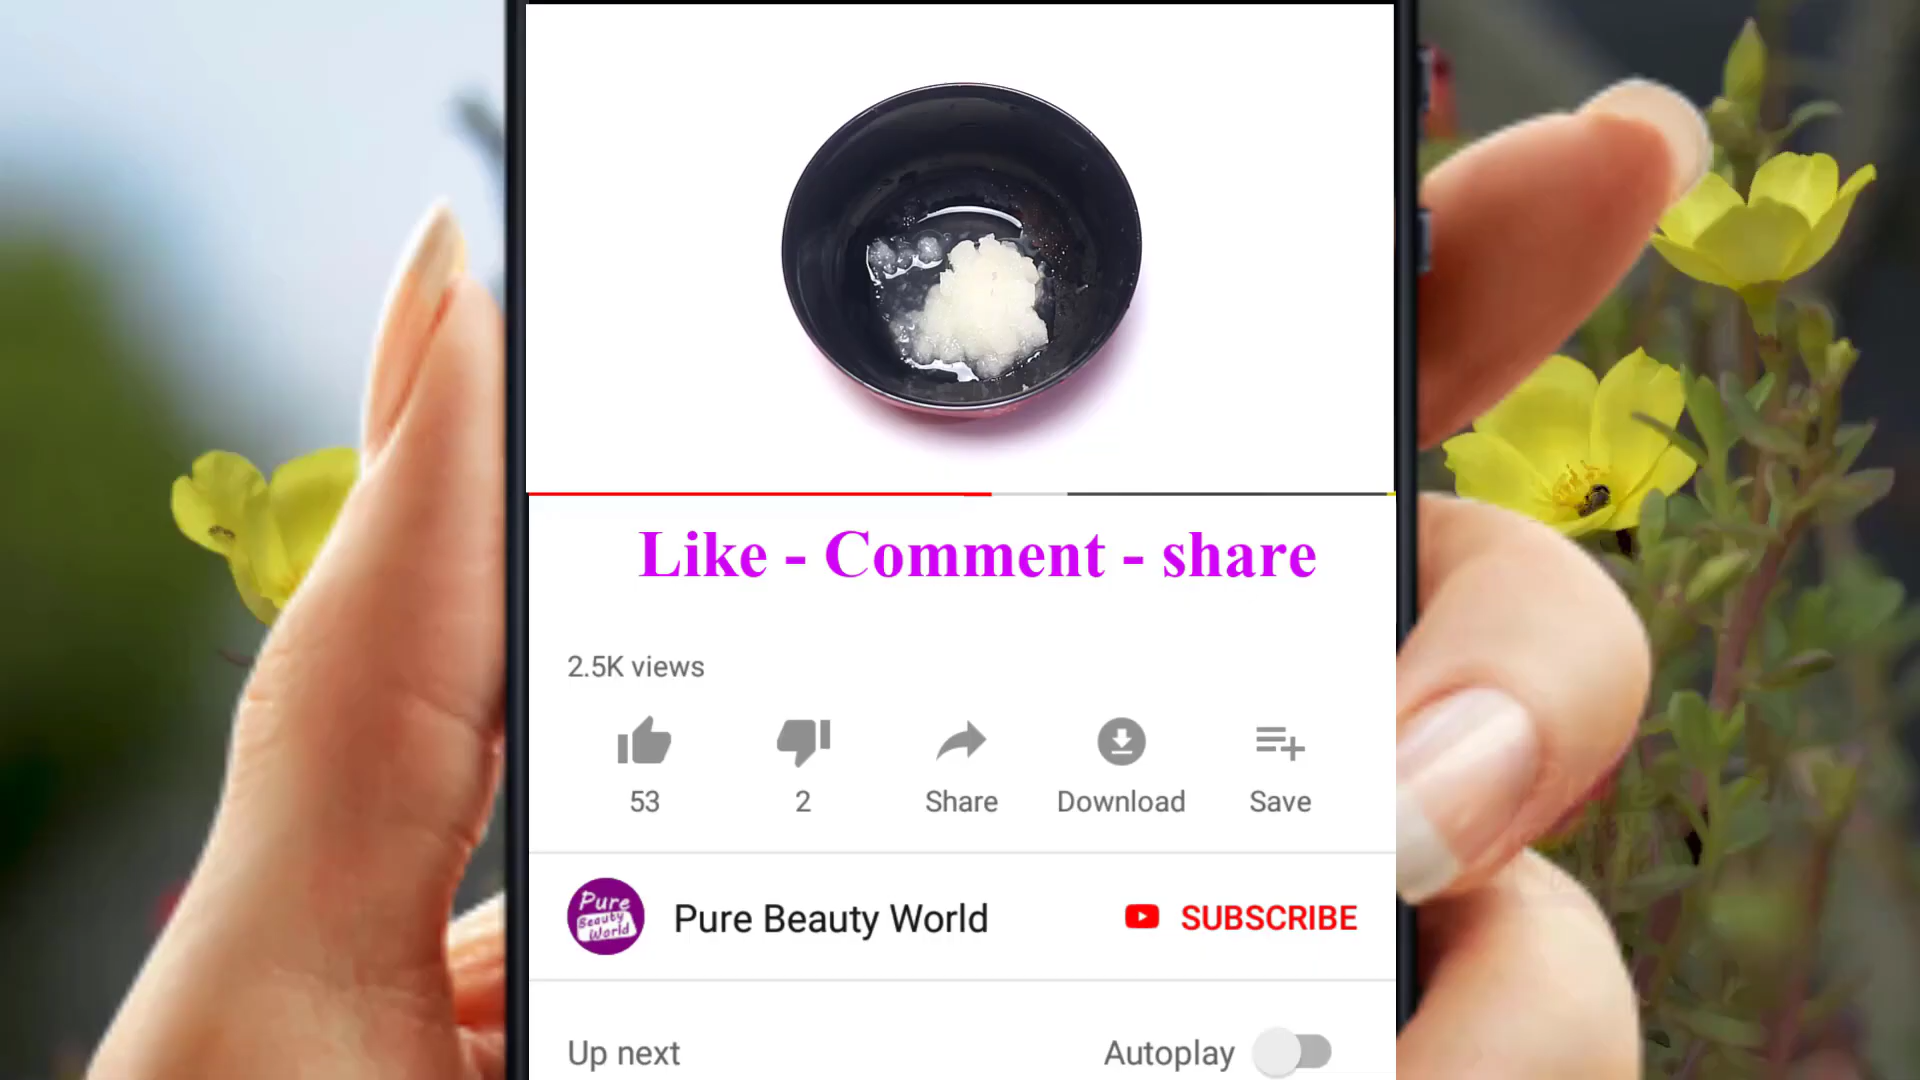 Like - Comment - share
2.5K views
53
2
Share
Download
Save
Pure
Beauty
World
Pure Beauty World
SUBSCRIBE
Up next
Autoplay